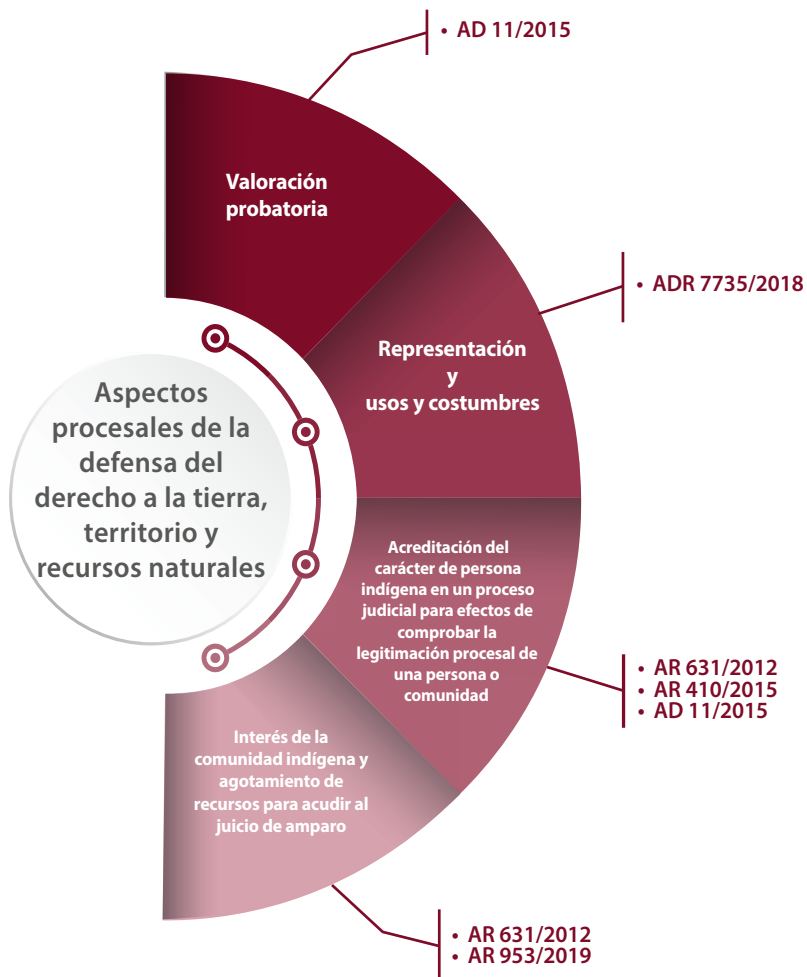 • AD 11/2015
Valoración
probatoria
• ADR 7735/2018
Representación
y
usos y costumbres
Aspectos
procesales de la
defensa del
derecho a la tierra,
territorio y
recursos naturales
Acreditación del
carácter de persona
indígena en un proceso
judicial para efectos de
comprobar la
legitimación procesal de
una persona o
comunidad
• AR 631/2012
• AR 410/2015
• AD 11/2015
Interés de la
comunidad indígena y
agotamiento de
recursos para acudir al
juicio de amparo
• AR 631/2012
• AR 953/2019